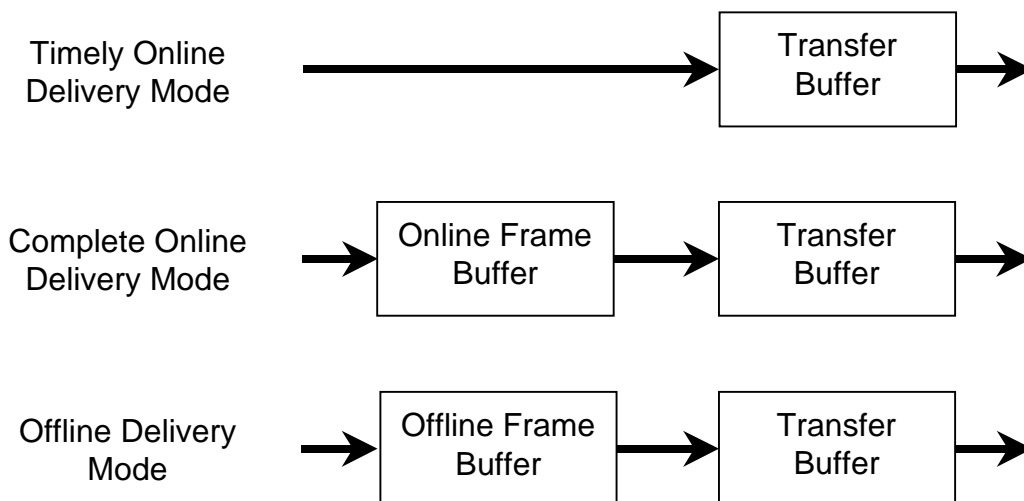 Timely Online
Delivery Mode
Transfer
Buffer
Complete Online
Delivery Mode
Online Frame
Buffer
Transfer
Buffer
Offline Delivery
Mode
Offline Frame
Buffer
Transfer
Buffer